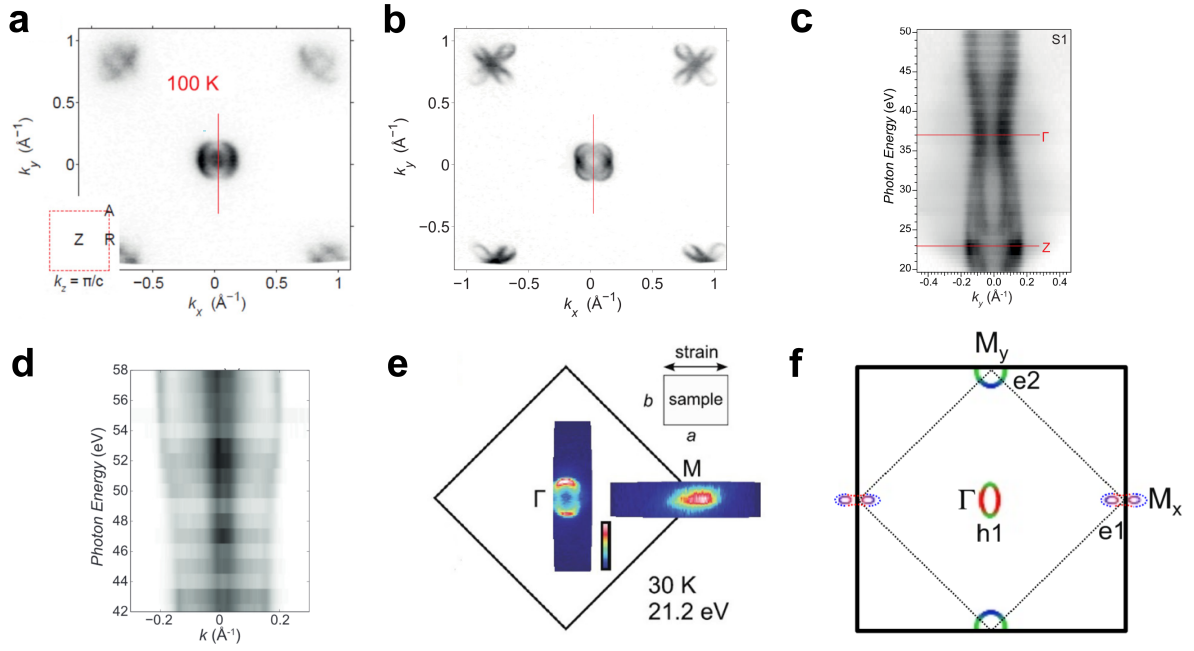 a
1
0.5
0
k_y (Å⁻¹)
100 K
A
Z R
k_z = π/c
−0.5 0 0.5 1
k_x (Å⁻¹)
b
1
0.5
0
−0.5
k_y (Å⁻¹)
−1 −0.5 0 0.5 1
k_x (Å⁻¹)
c
S1
50
45
40
35
30
25
20
Photon Energy (eV)
Γ
Z
-0.4 -0.2 0.0 0.2 0.4
k_y (Å⁻¹)
d
58
56
54
52
50
48
46
44
42
Photon Energy (eV)
−0.2 0 0.2
k (Å⁻¹)
e
strain
b sample
a
Γ
M
30 K
21.2 eV
f
M_y
e2
Γ
h1
e1
M_x